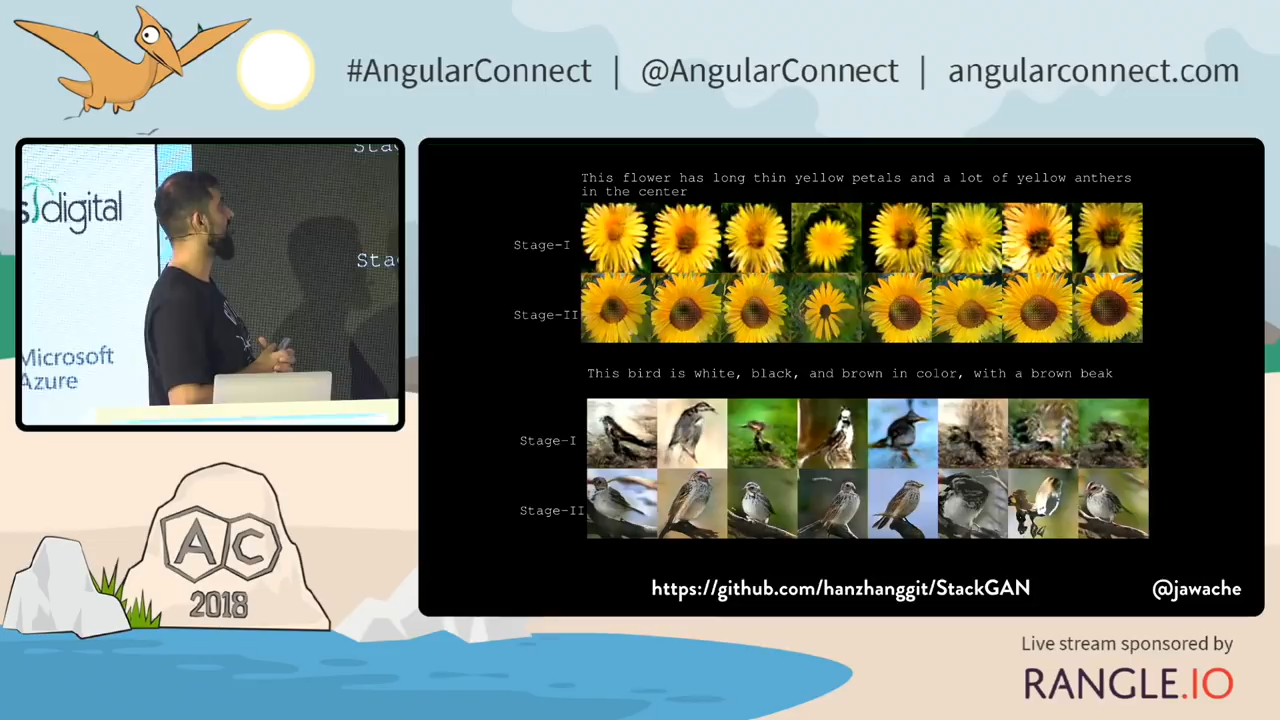 #AngularConnect | @AngularConnect | angularconnect.com
digital
Microsoft
Azure
Sta
This flower has long thin yellow petals and a lot of yellow anthers
in the center
Stage-I
Stage-II
This bird is white, black, and brown in color, with a brown beak
Stage-I
Stage-II
https://github.com/hanzhanggit/StackGAN
@jawache
AC
2018
Live stream sponsored by
RANGLE.IO